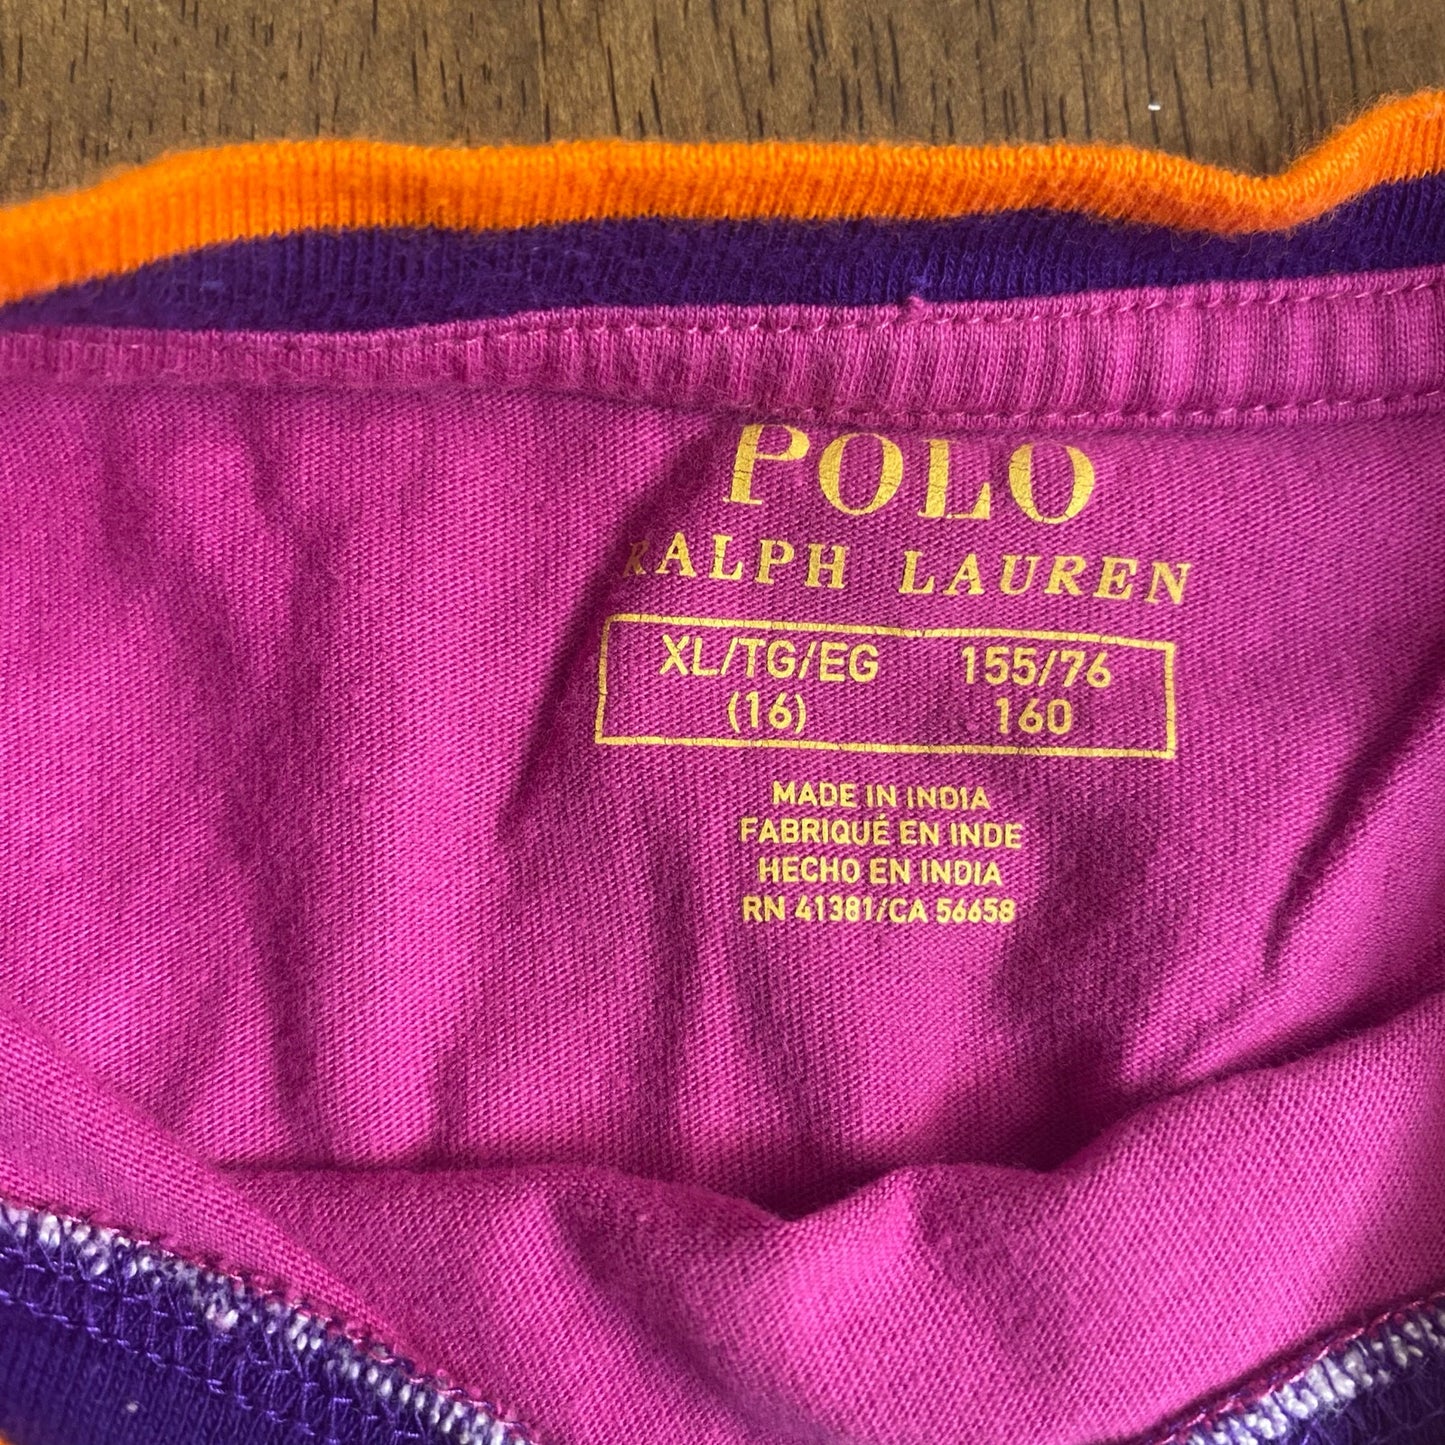 POLO
RALPH LAUREN
XL/TG/EG 155/76
(16) 160
MADE IN INDIA
FABRIQUÉ EN INDE
HECHO EN INDIA
RN 41381/CA 56658